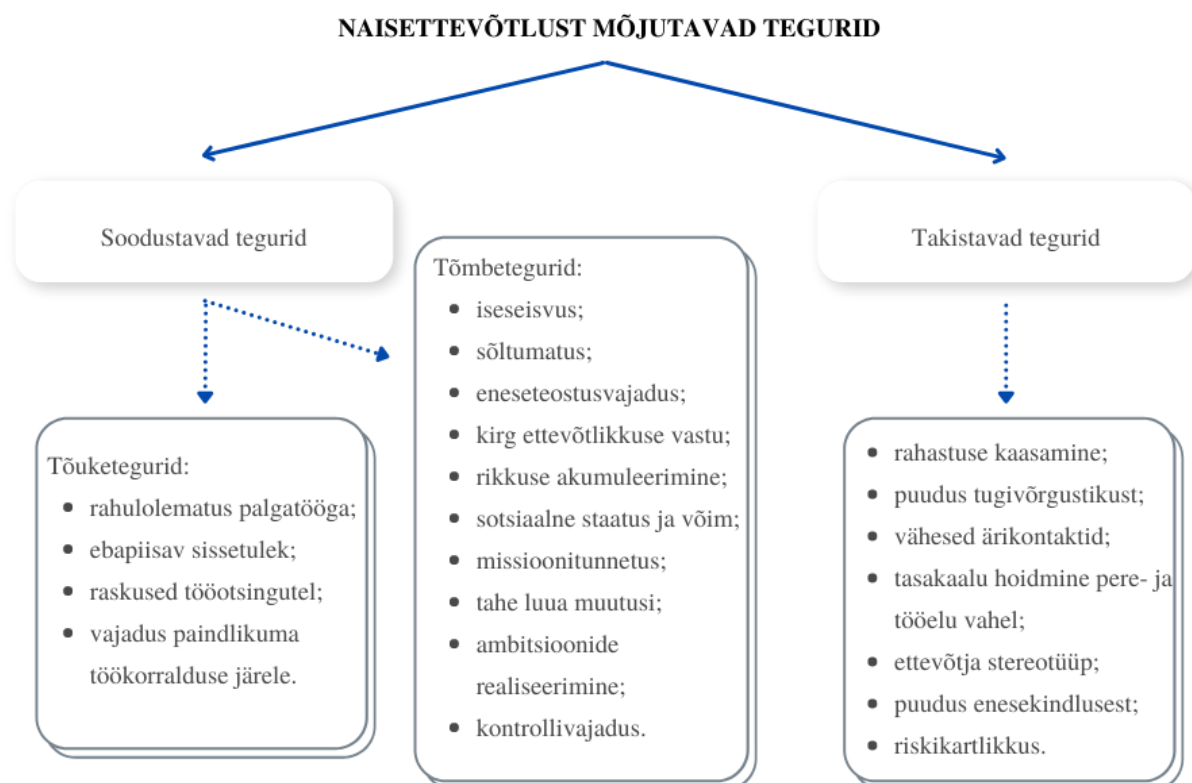 NAISETTEVÕTLUST MÕJUTAVAD TEGURID
Soodustavad tegurid
Takistavad tegurid
Tõuketegurid:
• rahulolematus palgatööga;
• ebapiisav sissetulek;
• raskused tööotsingutel;
• vajadus paindlikuma
töökorralduse järele.
Tõmbetegurid:
• iseseisvus;
• sõltumatus;
• eneseteostusvajadus;
• kirg ettevõtlikkuse vastu;
• rikkuse akumuleerimine;
• sotsiaalne staatus ja võim;
• missioonitunnetus;
• tahe luua muutusi;
• ambitsioonide
realiseerimine;
• kontrollivajadus.
• rahastuse kaasamine;
• puudus tugivõrgustikust;
• vähesed ärikontaktid;
• tasakaalu hoidmine pere- ja
tööelu vahel;
• ettevõtja stereotüüp;
• puudus enesekindlusest;
• riskikartlikkus.